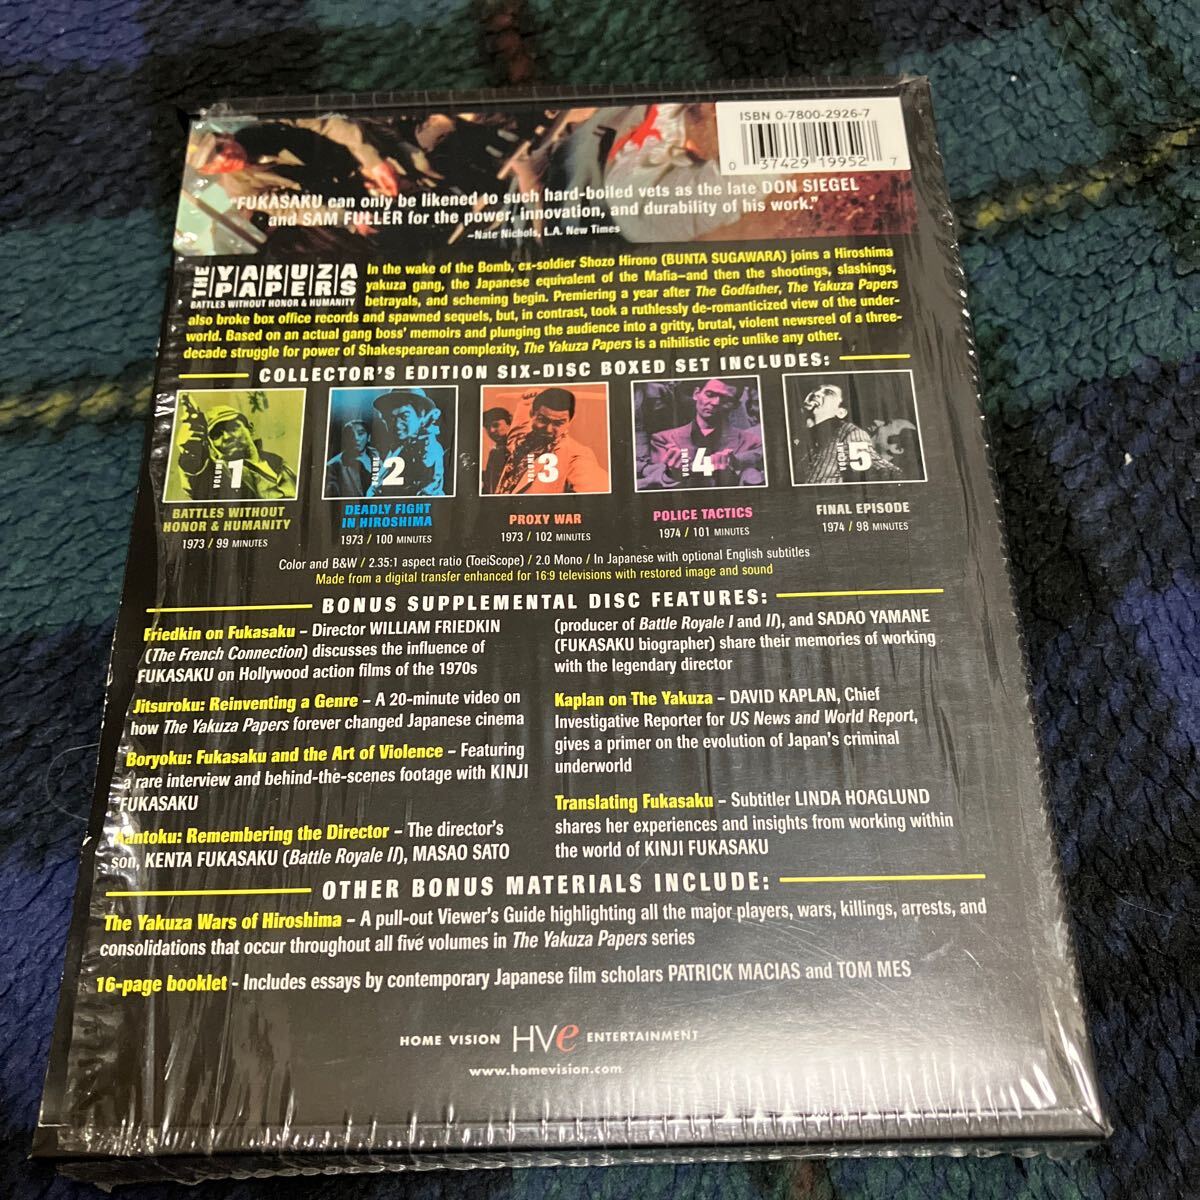 ISBN 0-7800-2926-7
0 37429 19952 7
"FUKASAKU can only be likened to such hard-boiled vets as the late DON SIEGEL
and SAM FULLER for the power, innovation, and durability of his work."
–Nate Nichols, L.A. New Times
THE YAKUZA PAPERS
BATTLES WITHOUT HONOR & HUMANITY
In the wake of the Bomb, ex-soldier Shozo Hirono (BUNTA SUGAWARA) joins a Hiroshima
yakuza gang, the Japanese equivalent of the Mafia—and then the shootings, slashings,
betrayals, and scheming begin. Premiering a year after The Godfather, The Yakuza Papers
also broke box office records and spawned sequels, but, in contrast, took a ruthlessly de-romanticized view of the under-
world. Based on an actual gang boss' memoirs and plunging the audience into a gritty, brutal, violent newsreel of a three-
decade struggle for power of Shakespearean complexity, The Yakuza Papers is a nihilistic epic unlike any other.
COLLECTOR'S EDITION SIX-DISC BOXED SET INCLUDES:
VOLUME 1
VOLUME 2
VOLUME 3
VOLUME 4
VOLUME 5
BATTLES WITHOUT
HONOR & HUMANITY
1973 / 99 MINUTES
DEADLY FIGHT
IN HIROSHIMA
1973 / 100 MINUTES
PROXY WAR
1973 / 102 MINUTES
POLICE TACTICS
1974 / 101 MINUTES
FINAL EPISODE
1974 / 98 MINUTES
Color and B&W / 2.35:1 aspect ratio (ToeiScope) / 2.0 Mono / In Japanese with optional English subtitles
Made from a digital transfer enhanced for 16:9 televisions with restored image and sound
BONUS SUPPLEMENTAL DISC FEATURES:
Friedkin on Fukasaku – Director WILLIAM FRIEDKIN
(The French Connection) discusses the influence of
FUKASAKU on Hollywood action films of the 1970s
Jitsuroku: Reinventing a Genre – A 20-minute video on
how The Yakuza Papers forever changed Japanese cinema
Boryoku: Fukasaku and the Art of Violence – Featuring
a rare interview and behind-the-scenes footage with KINJI
FUKASAKU
Kantoku: Remembering the Director – The director's
son, KENTA FUKASAKU (Battle Royale II), MASAO SATO
(producer of Battle Royale I and II), and SADAO YAMANE
(FUKASAKU biographer) share their memories of working
with the legendary director
Kaplan on The Yakuza – DAVID KAPLAN, Chief
Investigative Reporter for US News and World Report,
gives a primer on the evolution of Japan's criminal
underworld
Translating Fukasaku – Subtitler LINDA HOAGLUND
shares her experiences and insights from working within
the world of KINJI FUKASAKU
OTHER BONUS MATERIALS INCLUDE:
The Yakuza Wars of Hiroshima – A pull-out Viewer's Guide highlighting all the major players, wars, killings, arrests, and
consolidations that occur throughout all five volumes in The Yakuza Papers series
16-page booklet - Includes essays by contemporary Japanese film scholars PATRICK MACIAS and TOM MES
HOME VISION HVe ENTERTAINMENT
www.homevision.com